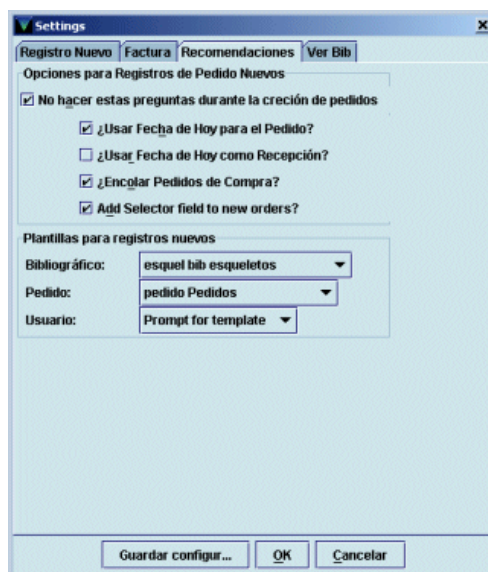 Settings
Registro Nuevo Factura Recomendaciones Ver Bib
Opciones para Registros de Pedido Nuevos
No hacer estas preguntas durante la creción de pedidos
¿Usar Fecha de Hoy para el Pedido?
¿Usar Fecha de Hoy como Recepción?
¿Encolar Pedidos de Compra?
Add Selector field to new orders?
Plantillas para registros nuevos
Bibliográfico: esquel bib esqueletos
Pedido: pedido Pedidos
Usuario: Prompt for template
Guardar configur... OK Cancelar